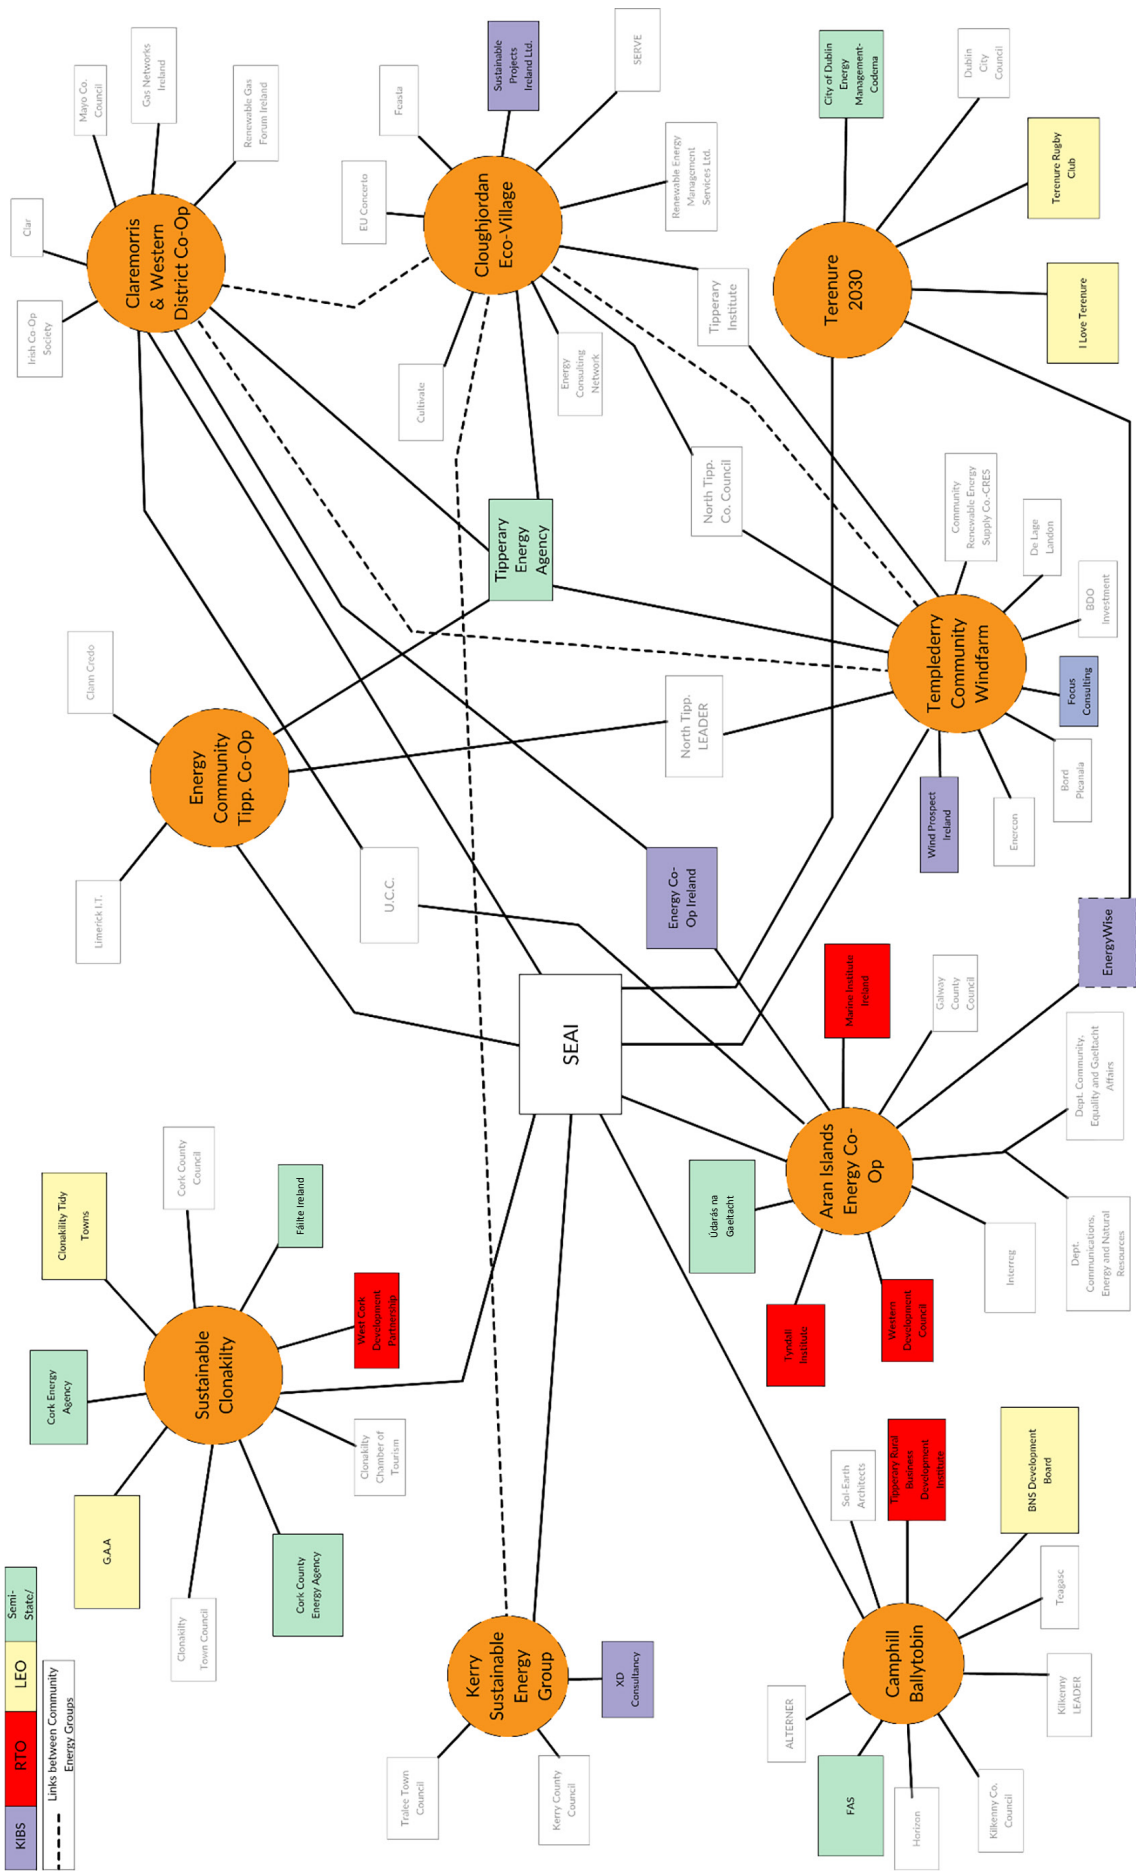 KIBS
RTO
LEO
Semi-
State/
Links between Community
Energy Groups
G.A.A
Cork Energy
Agency
Clonakility Tidy
Towns
Clonakilty
Town Council
Sustainable
Clonakilty
Cork County
Council
Cork County
Energy Agency
Clonakilty
Chamber of
Tourism
West Cork
Development
Partnership
Fáilte Ireland
Tralee Town
Council
Kerry
Sustainable
Energy
Group
Kerry County
Council
XD
Consultancy
ALTERNER
FAS
Horizon
Kilkenny Co.
Council
Camphill
Ballytobin
Sol-Earth
Architects
Tipperary Rural
Business
Development
Institute
BNS Development
Board
Teagasc
Kilkenny
LEADER
SEAI
Údarás na
Gaeltacht
Tyndall
Institute
Western
Development
Council
Aran Islands
Energy Co-
Op
Marine Institute
Ireland
Galway
County
Council
Interreg
Dept.
Communications,
Energy and Natural
Resources
Dept. Community,
Equality and Gaeltacht
Affairs
EnergyWise
Limerick I.T.
Clann Credo
Energy
Community
Tipp. Co-Op
U.C.C.
Energy Co-
Op Ireland
North Tipp.
LEADER
Tipperary
Energy
Agency
North Tipp.
Co. Council
Tipperary
Institute
Wind Prospect
Ireland
Enercon
Bord
Pleanala
Focus
Consulting
BDO
Investment
De Lage
Landon
Community
Renewable Energy
Supply Co.-CRES
Templederry
Community
Windfarm
Irish Co-Op
Society
Clar
Mayo Co.
Council
Gas Networks
Ireland
Renewable Gas
Forum Ireland
Claremorris
& Western
District Co-Op
EU Concerto
Feasta
Sustainable
Projects
Ireland Ltd.
SERVE
Cloughjordan
Eco-Village
Cultivate
Energy
Consulting
Network
Renewable Energy
Management
Services Ltd.
City of Dublin
Energy
Management-
Codema
Dublin
City
Council
Terenure
2030
Terenure Rugby
Club
I Love Terenure